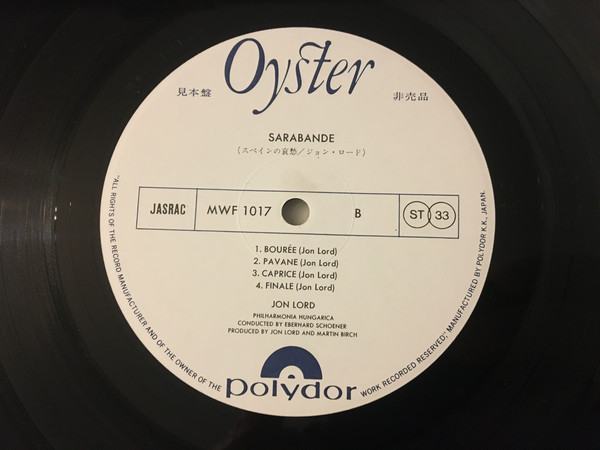 Oyster
見本盤
非売品
SARABANDE
(スペインの哀愁/ジョン・ロード)
JASRAC
MWF 1017
B
ST 33
1. BOURÉE (Jon Lord)
2. PAVANE (Jon Lord)
3. CAPRICE (Jon Lord)
4. FINALE (Jon Lord)
JON LORD
PHILHARMONIA HUNGARICA
CONDUCTED BY EBERHARD SCHOENER
PRODUCED BY JON LORD AND MARTIN BIRCH
polydor
"ALL RIGHTS OF THE RECORD MANUFACTURER AND OF THE OWNER OF THE WORK RECORDED RESERVED," MANUFACTURED BY POLYDOR K.K., JAPAN.